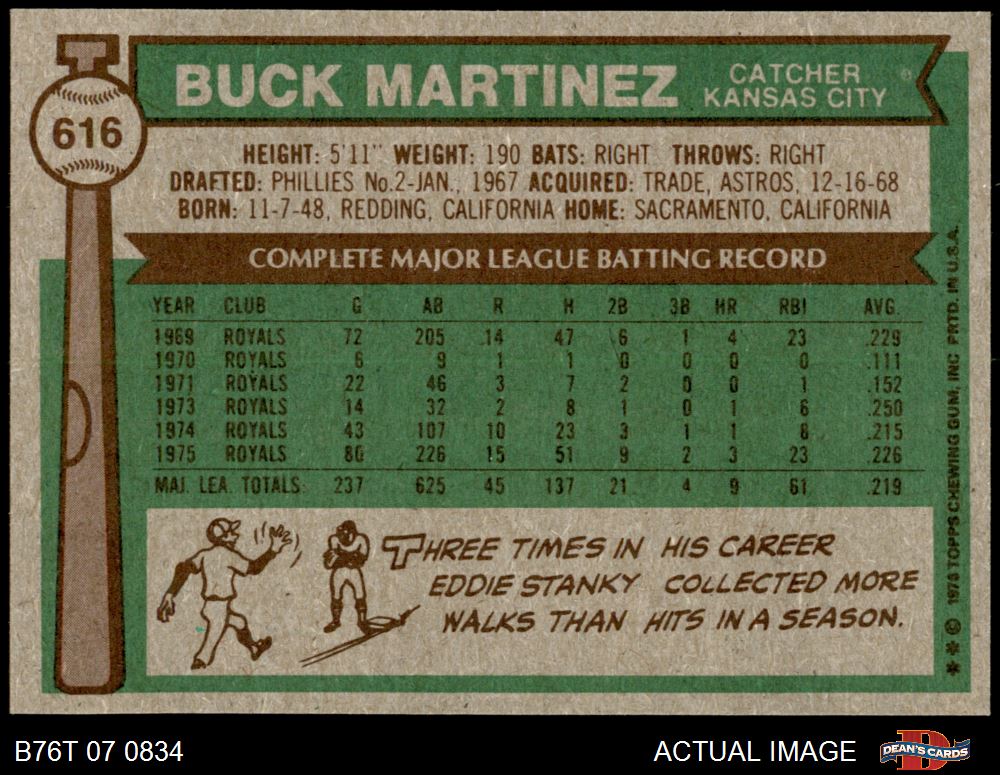 616
BUCK MARTINEZ
CATCHER
KANSAS CITY
HEIGHT: 5'11" WEIGHT: 190 BATS: RIGHT THROWS: RIGHT
DRAFTED: PHILLIES No.2-JAN., 1967 ACQUIRED: TRADE, ASTROS, 12-16-68
BORN: 11-7-48, REDDING, CALIFORNIA HOME: SACRAMENTO, CALIFORNIA
COMPLETE MAJOR LEAGUE BATTING RECORD
YEAR CLUB G AB R H 2B 3B HR RBI AVG.
1969 ROYALS 72 205 14 47 6 1 4 23 .229
1970 ROYALS 6 9 1 1 0 0 0 0 .111
1971 ROYALS 22 46 3 7 2 0 0 1 .152
1973 ROYALS 14 32 2 8 1 0 1 6 .250
1974 ROYALS 43 107 10 23 3 1 1 8 .215
1975 ROYALS 80 226 15 51 9 2 3 23 .226
MAJ. LEA. TOTALS 237 625 45 137 21 4 9 61 .219
THREE TIMES IN HIS CAREER
EDDIE STANKY COLLECTED MORE
WALKS THAN HITS IN A SEASON.
** © 1976 TOPPS CHEWING GUM, INC. PRTD. IN U.S.A.
B76T 07 0834
ACTUAL IMAGE
D
DEAN'S CARDS